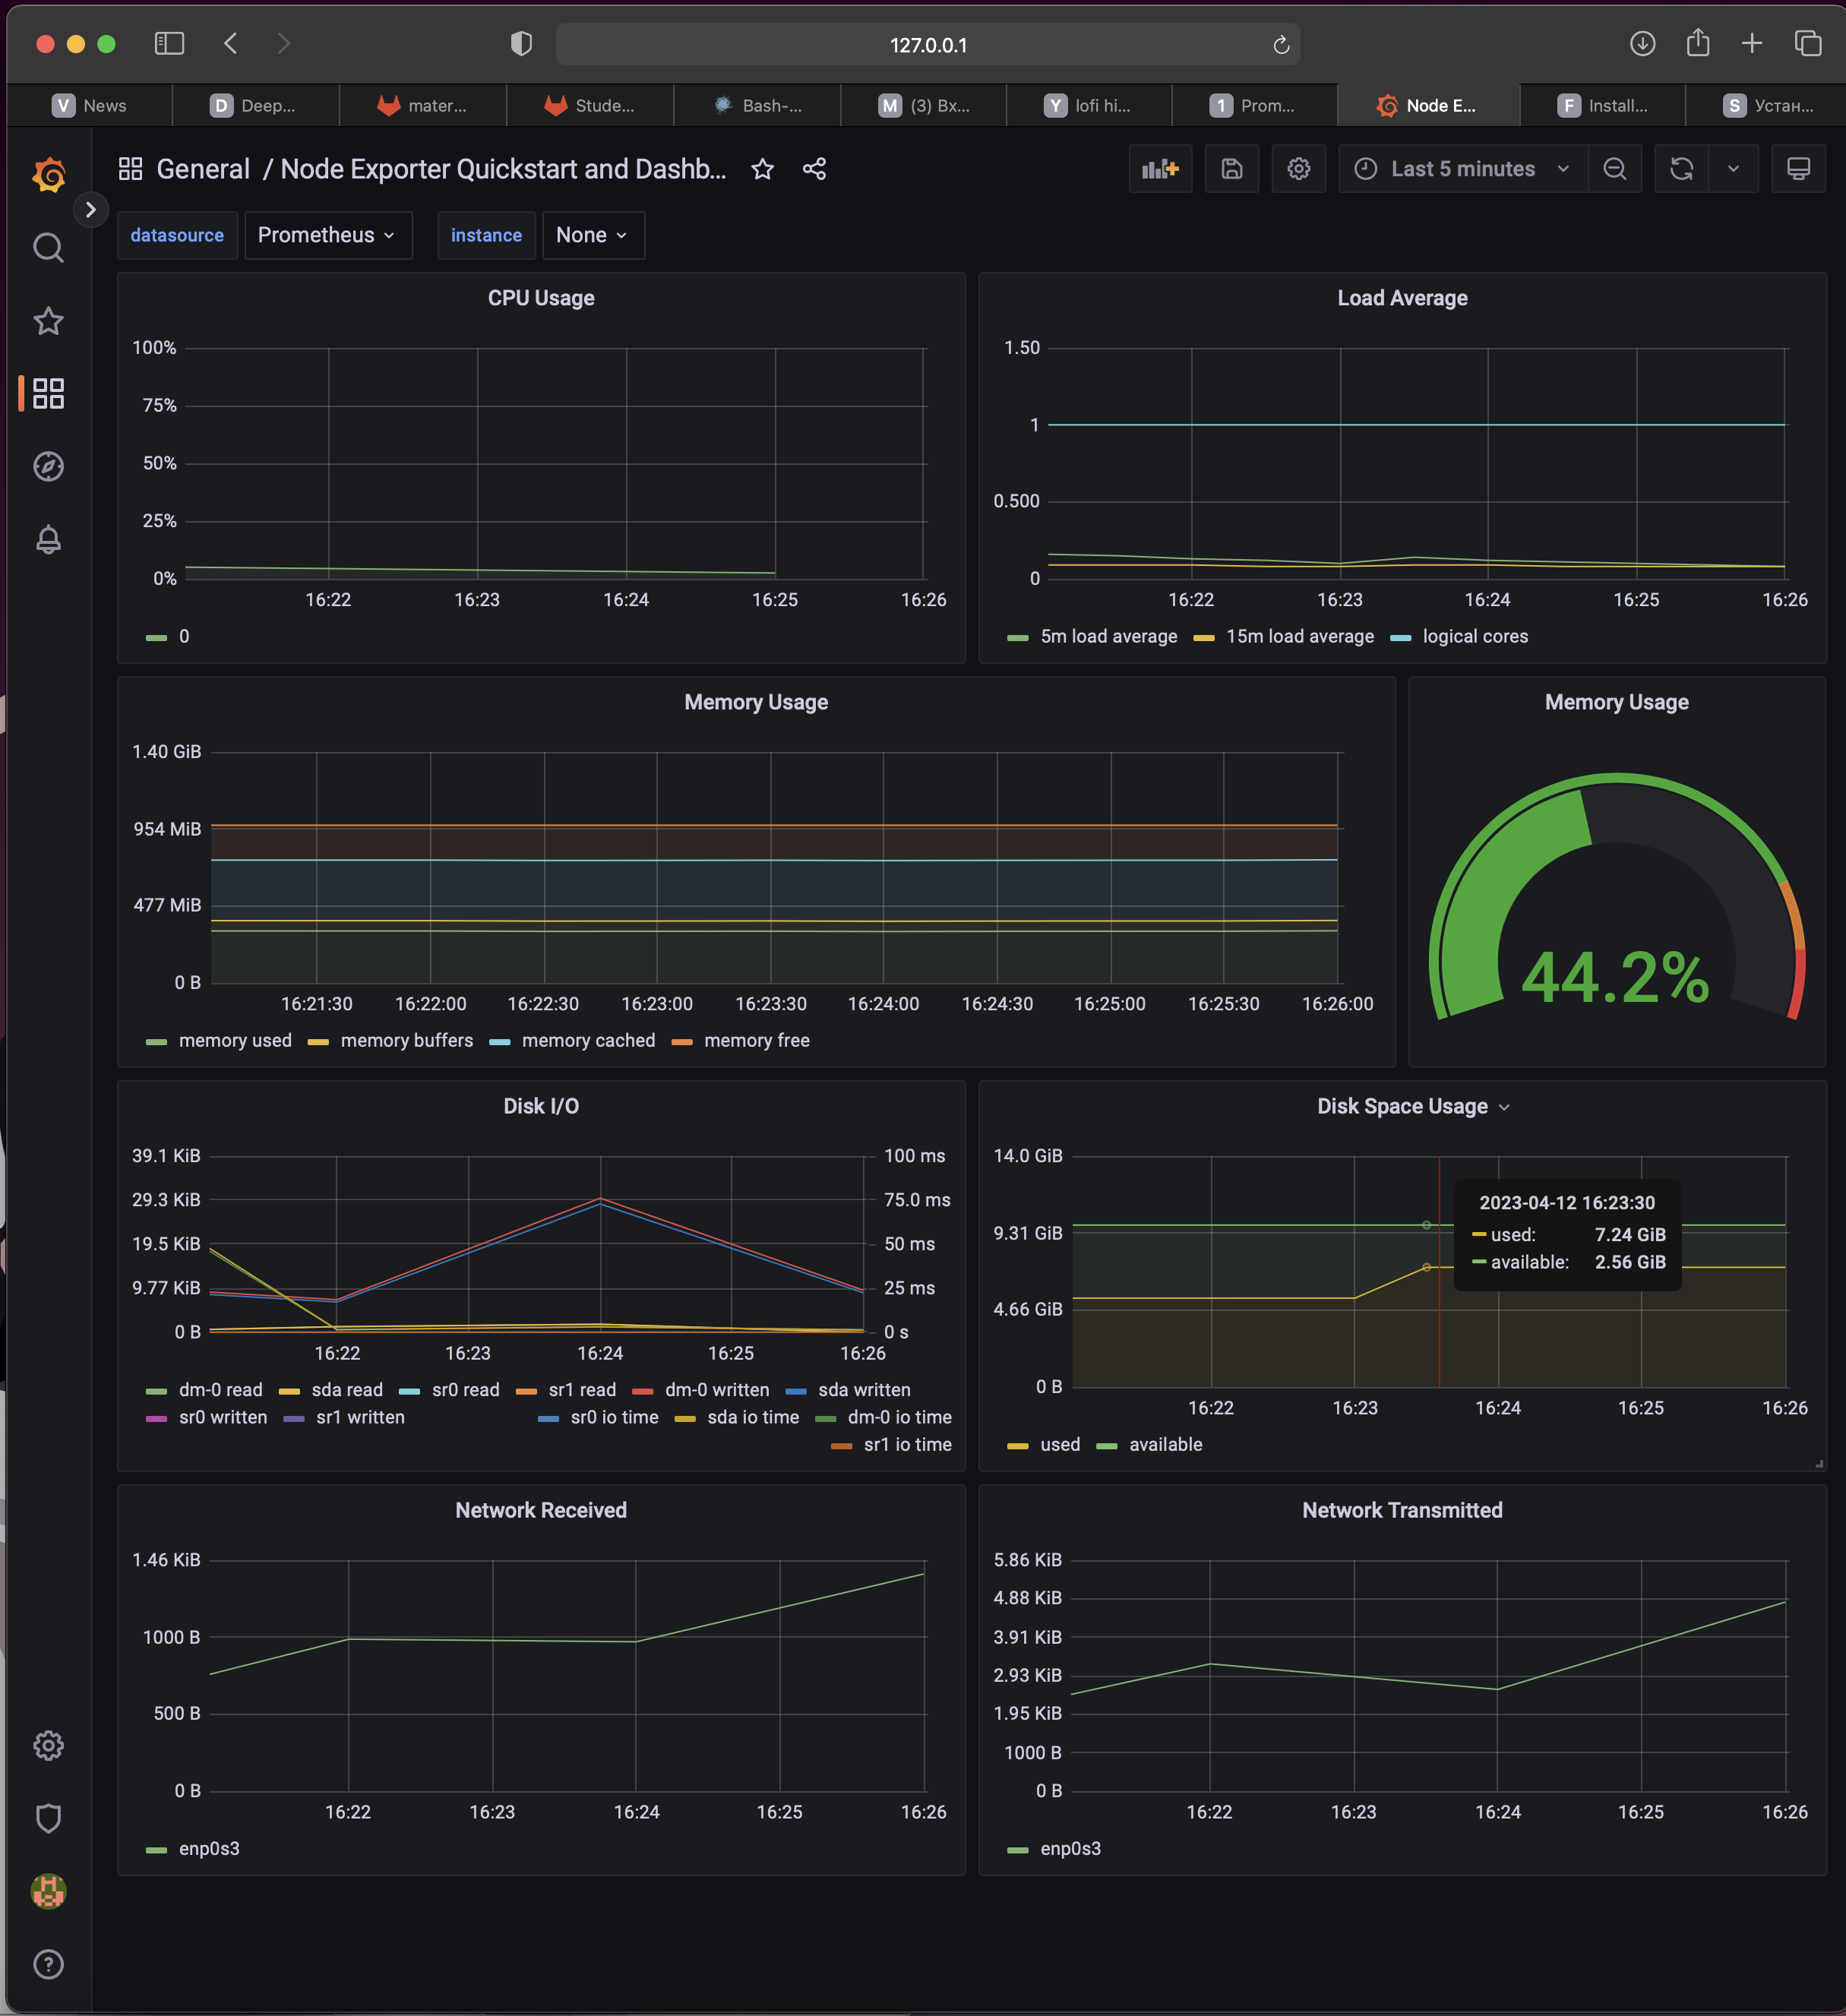 127.0.0.1
V News D Deep... mater... Stude... Bash-... M (3) Вх... Y lofi hi... 1 Prom... Node E... F Install... S Устан...
General / Node Exporter Quickstart and Dashb... Last 5 minutes
datasource Prometheus instance None
CPU Usage
100%
75%
50%
25%
0%
16:22 16:23 16:24 16:25 16:26
0
Load Average
1.50
1
0.500
0
16:22 16:23 16:24 16:25 16:26
5m load average 15m load average logical cores
Memory Usage
1.40 GiB
954 MiB
477 MiB
0 B
16:21:30 16:22:00 16:22:30 16:23:00 16:23:30 16:24:00 16:24:30 16:25:00 16:25:30 16:26:00
memory used memory buffers memory cached memory free
Memory Usage
44.2%
Disk I/O
39.1 KiB 100 ms
29.3 KiB 75.0 ms
19.5 KiB 50 ms
9.77 KiB 25 ms
0 B 0 s
16:22 16:23 16:24 16:25 16:26
dm-0 read sda read sr0 read sr1 read dm-0 written sda written
sr0 written sr1 written sr0 io time sda io time dm-0 io time
sr1 io time
Disk Space Usage
14.0 GiB
9.31 GiB
4.66 GiB
0 B
2023-04-12 16:23:30
used: 7.24 GiB
available: 2.56 GiB
16:22 16:23 16:24 16:25 16:26
used available
Network Received
1.46 KiB
1000 B
500 B
0 B
16:22 16:23 16:24 16:25 16:26
enp0s3
Network Transmitted
5.86 KiB
4.88 KiB
3.91 KiB
2.93 KiB
1.95 KiB
1000 B
0 B
16:22 16:23 16:24 16:25 16:26
enp0s3